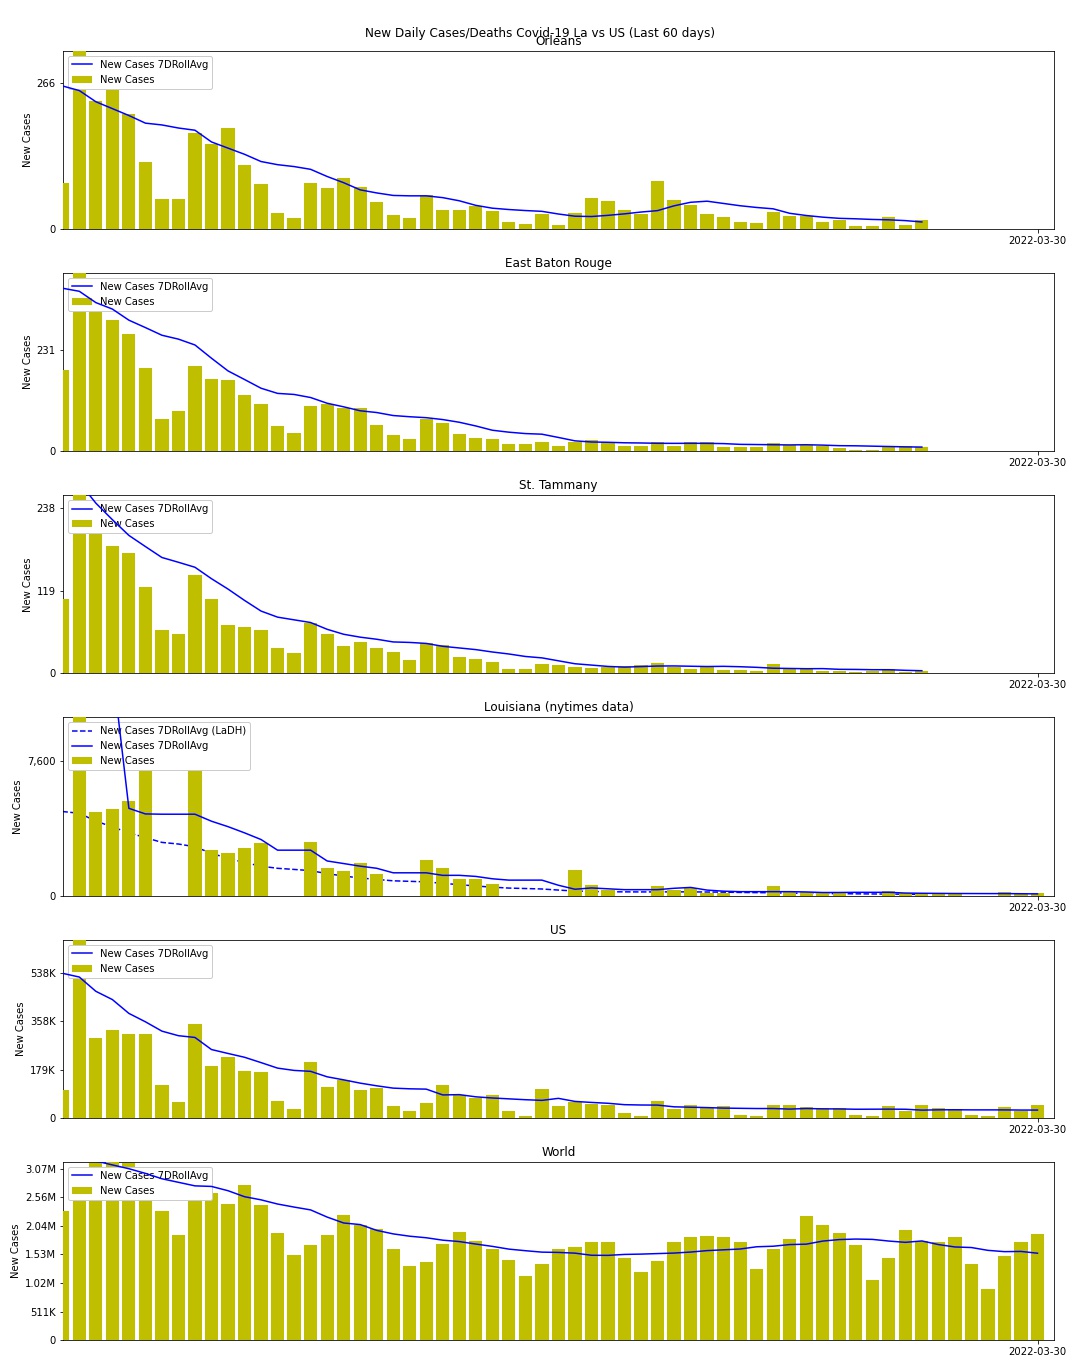 New Daily Cases/Deaths Covid-19 La vs US (Last 60 days)
Orleans
New Cases 7DRollAvg
New Cases
266
0
New Cases
2022-03-30
East Baton Rouge
New Cases 7DRollAvg
New Cases
231
0
New Cases
2022-03-30
St. Tammany
New Cases 7DRollAvg
New Cases
238
119
0
New Cases
2022-03-30
Louisiana (nytimes data)
New Cases 7DRollAvg (LaDH)
New Cases 7DRollAvg
New Cases
7,600
0
New Cases
2022-03-30
US
New Cases 7DRollAvg
New Cases
538K
358K
179K
0
New Cases
2022-03-30
World
New Cases 7DRollAvg
New Cases
3.07M
2.56M
2.04M
1.53M
1.02M
511K
0
New Cases
2022-03-30